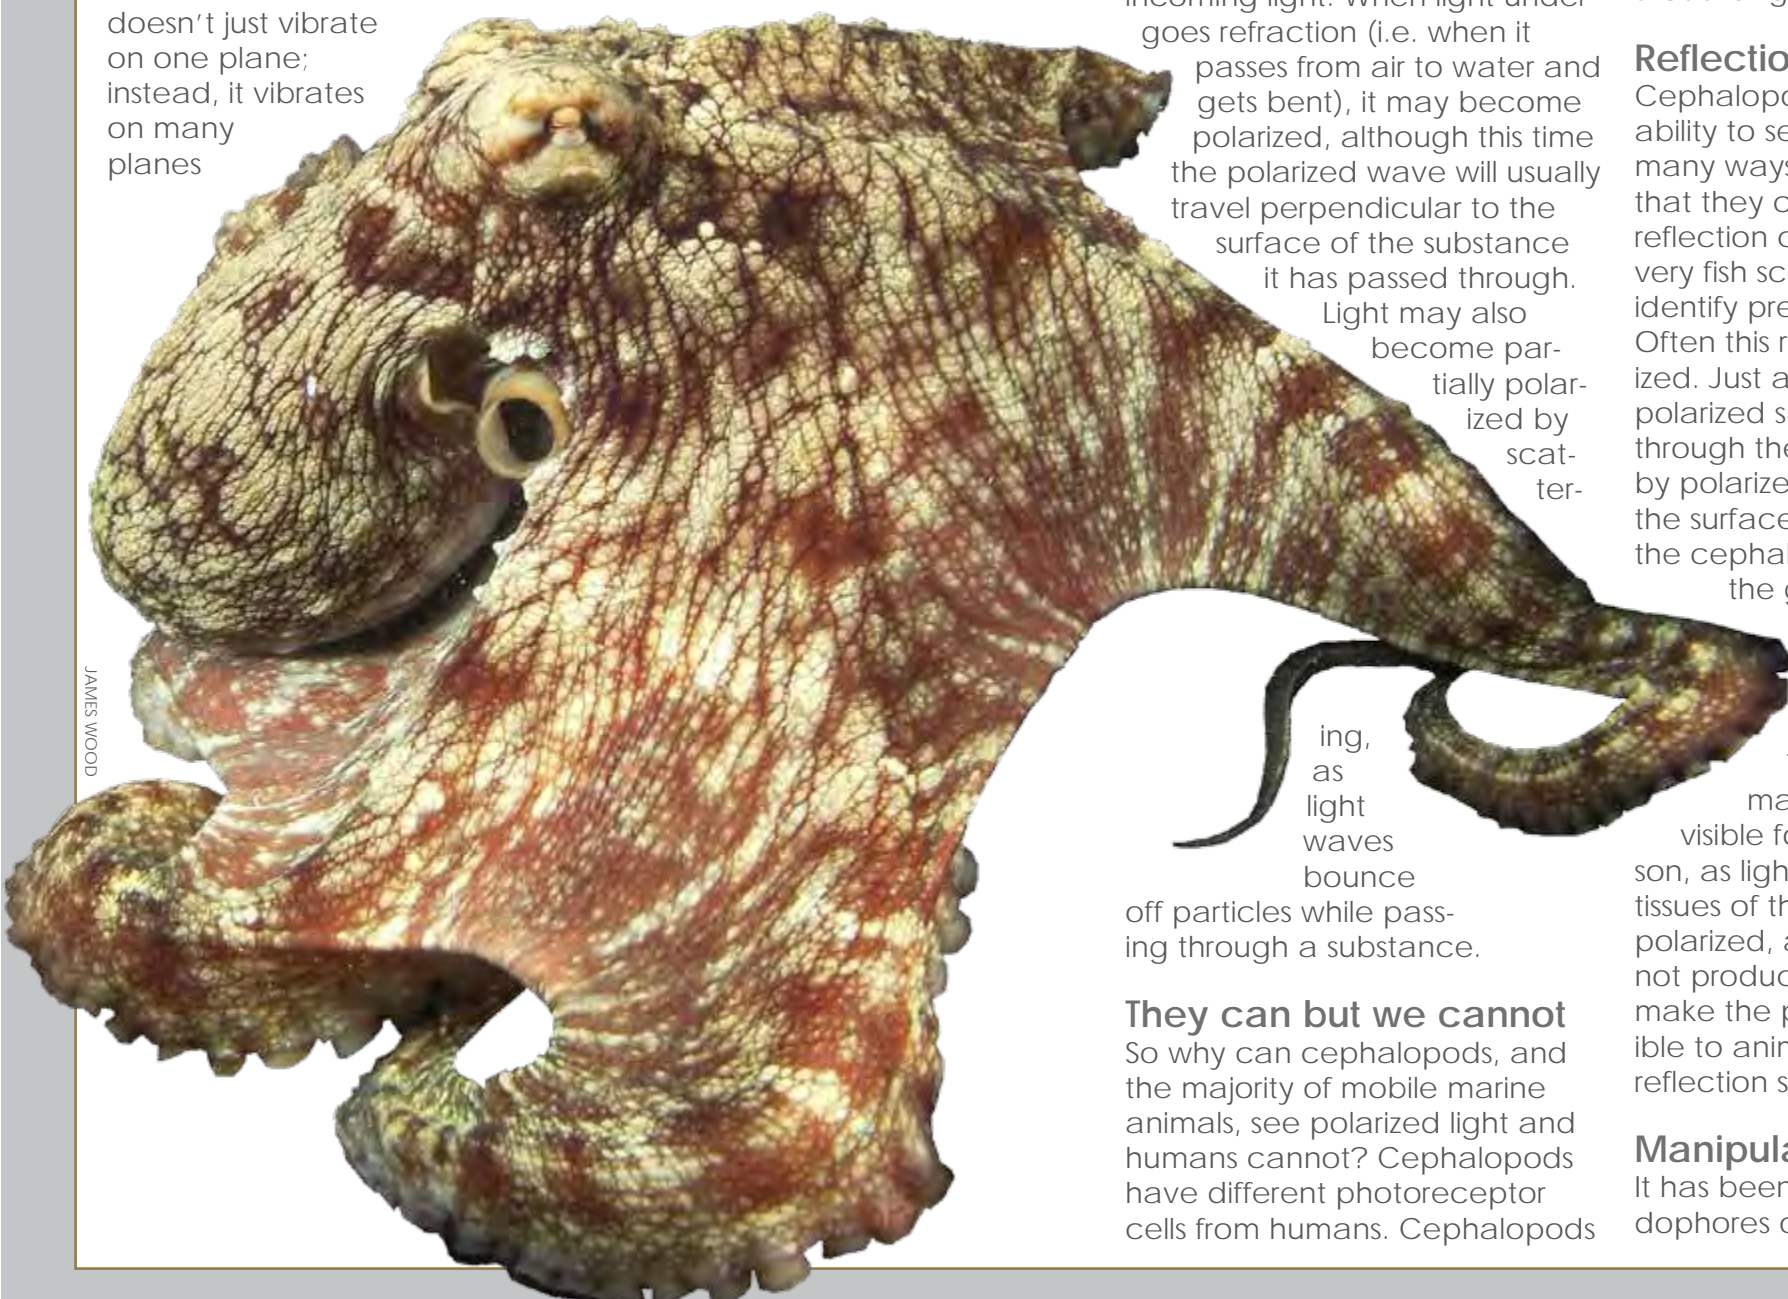 doesn't just vibrate
on one plane;
instead, it vibrates
on many
planes
JAMES WOOD
incoming light. When light under-
goes refraction (i.e. when it
passes from air to water and
gets bent), it may become
polarized, although this time
the polarized wave will usually
travel perpendicular to the
surface of the substance
it has passed through.
Light may also
become par-
tially polar-
ized by
scat-
ter-
ing,
as
light
waves
bounce
off particles while pass-
ing through a substance.
They can but we cannot
So why can cephalopods, and
the majority of mobile marine
animals, see polarized light and
humans cannot? Cephalopods
have different photoreceptor
cells from humans. Cephalopods
Reflectio
Cephalopo
ability to se
many ways
that they
reflection
very fish sc
identify pre
Often this r
ized. Just a
polarized s
through the
by polarize
the surface
the cephal
the
ma
visible fo
son, as ligh
tissues of th
polarized, a
not produc
make the p
ible to anim
reflection s
Manipula
It has been
dophores